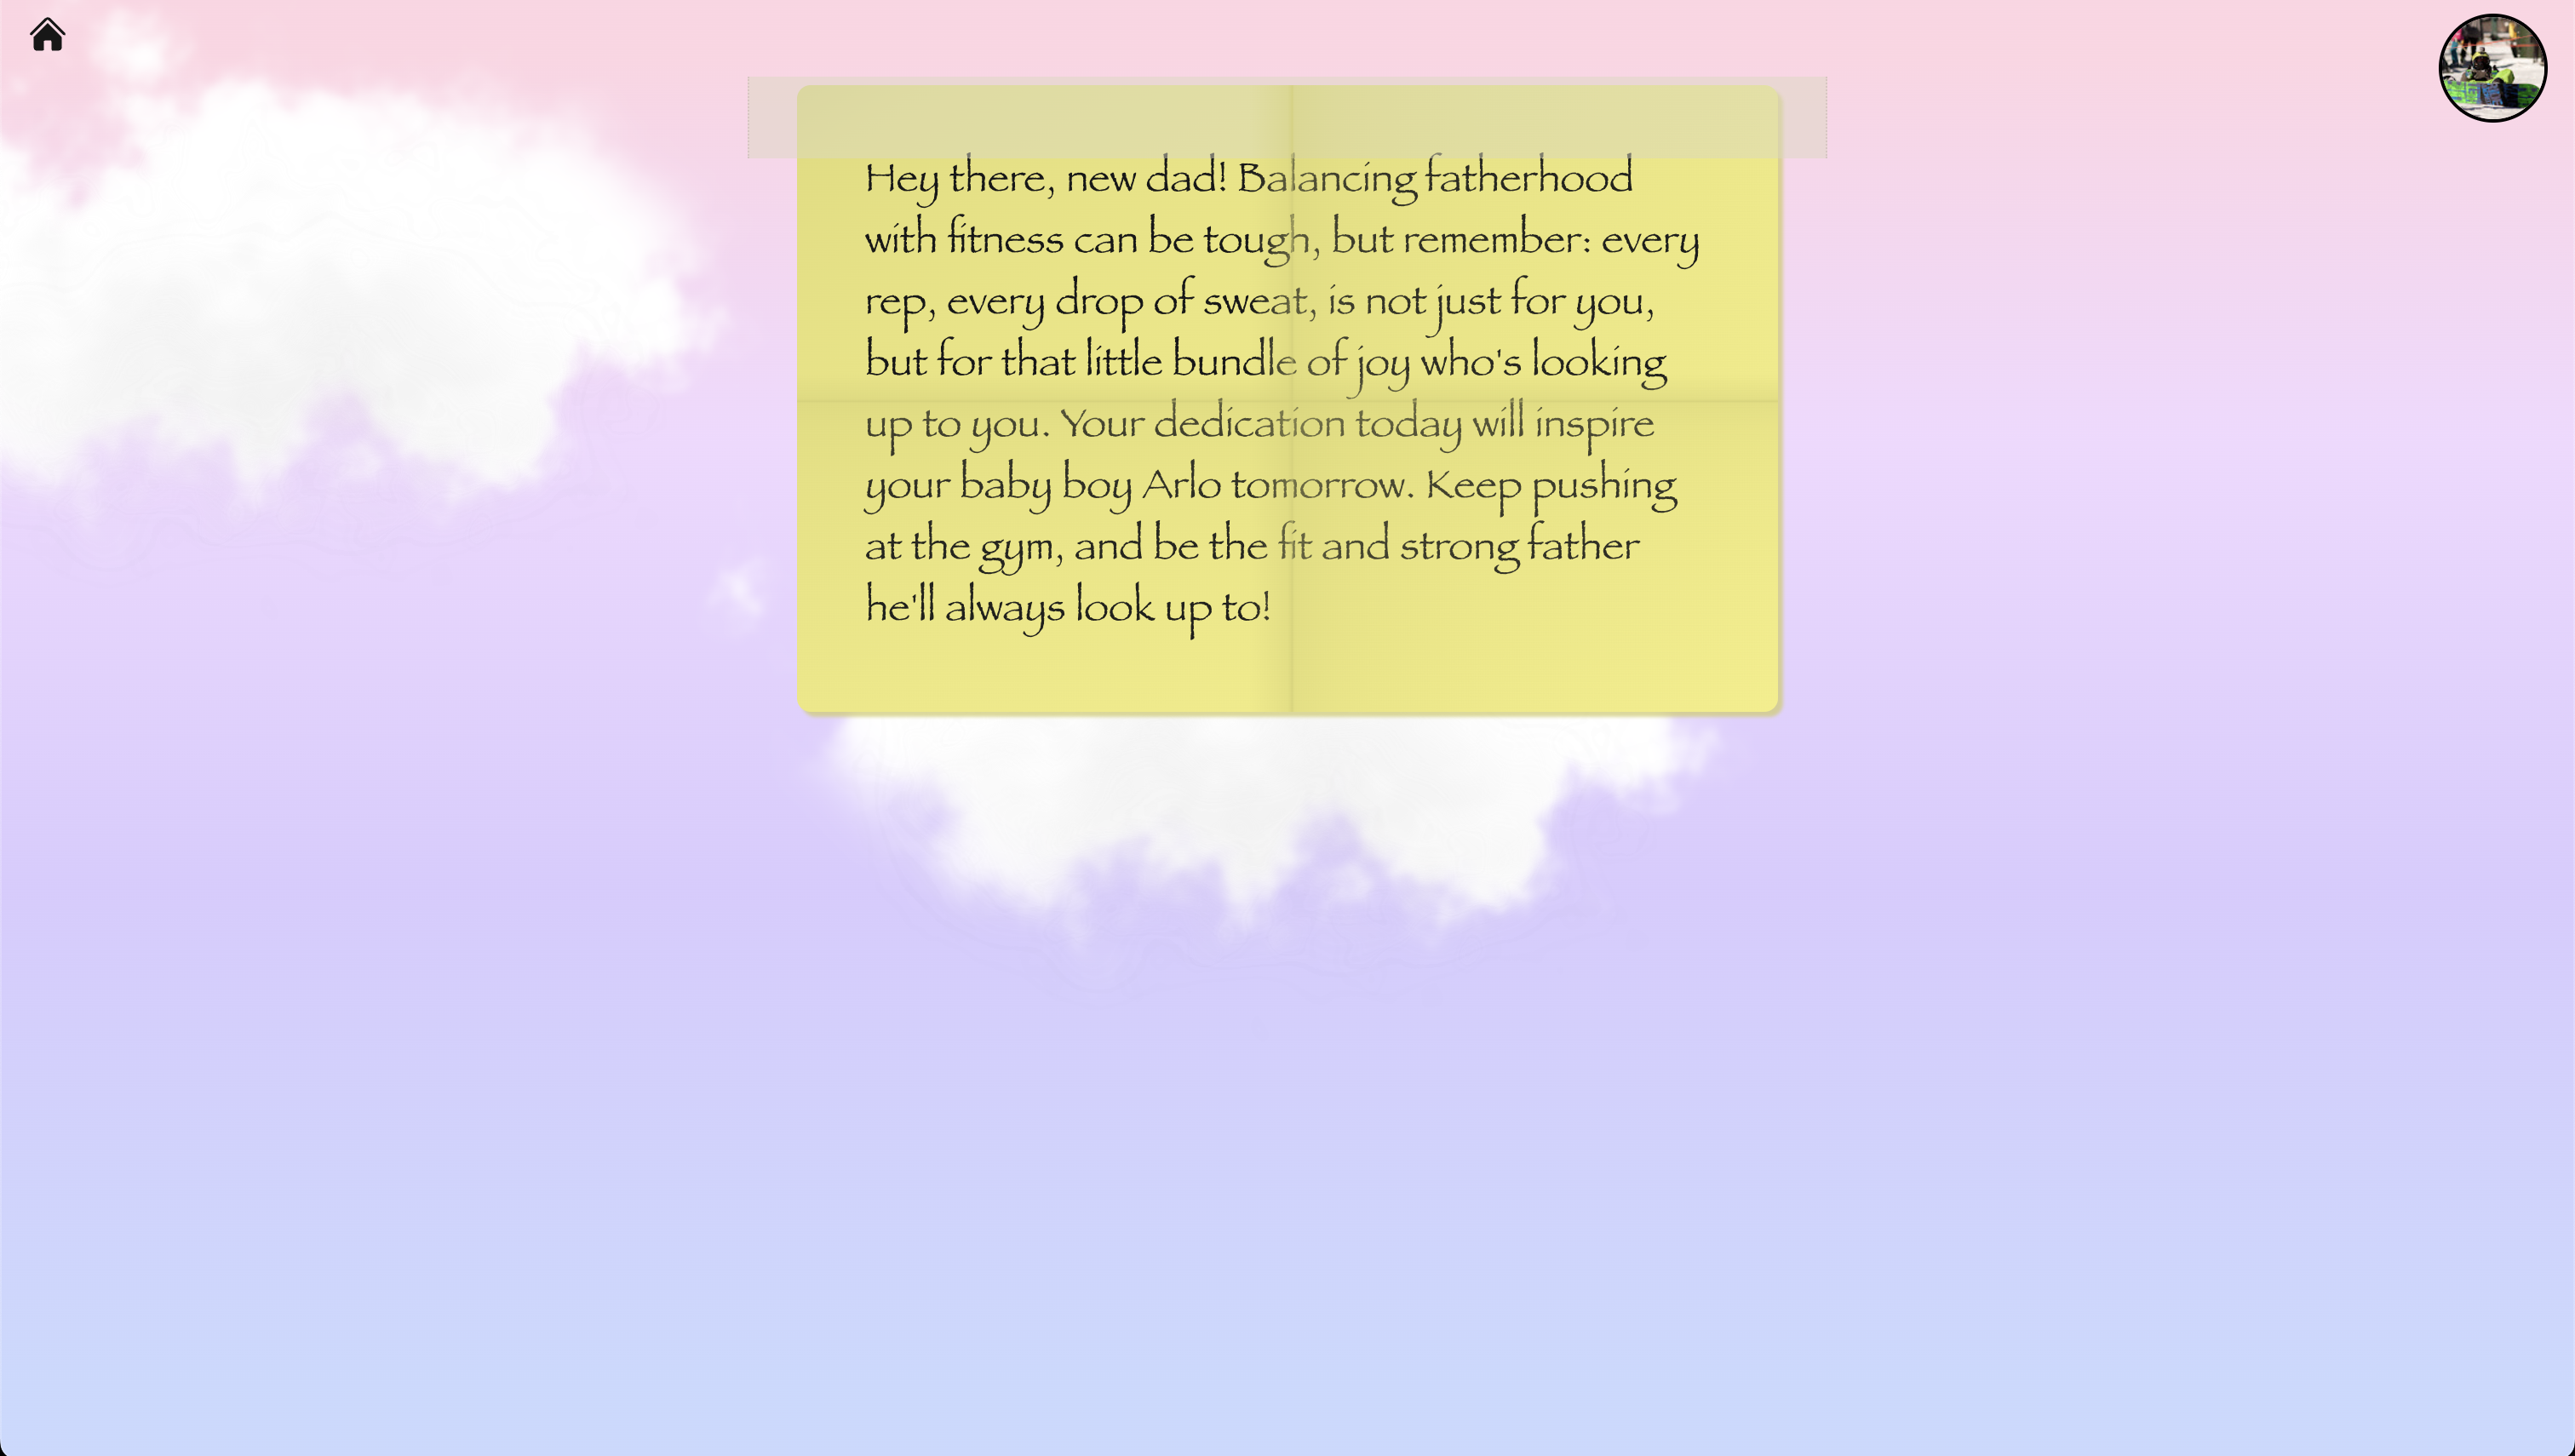 Hey there, new dad! Balancing fatherhood
with fitness can be tough, but remember: every
rep, every drop of sweat, is not just for you,
but for that little bundle of joy who's looking
up to you. Your dedication today will inspire
your baby boy Arlo tomorrow. Keep pushing
at the gym, and be the fit and strong father
he'll always look up to!